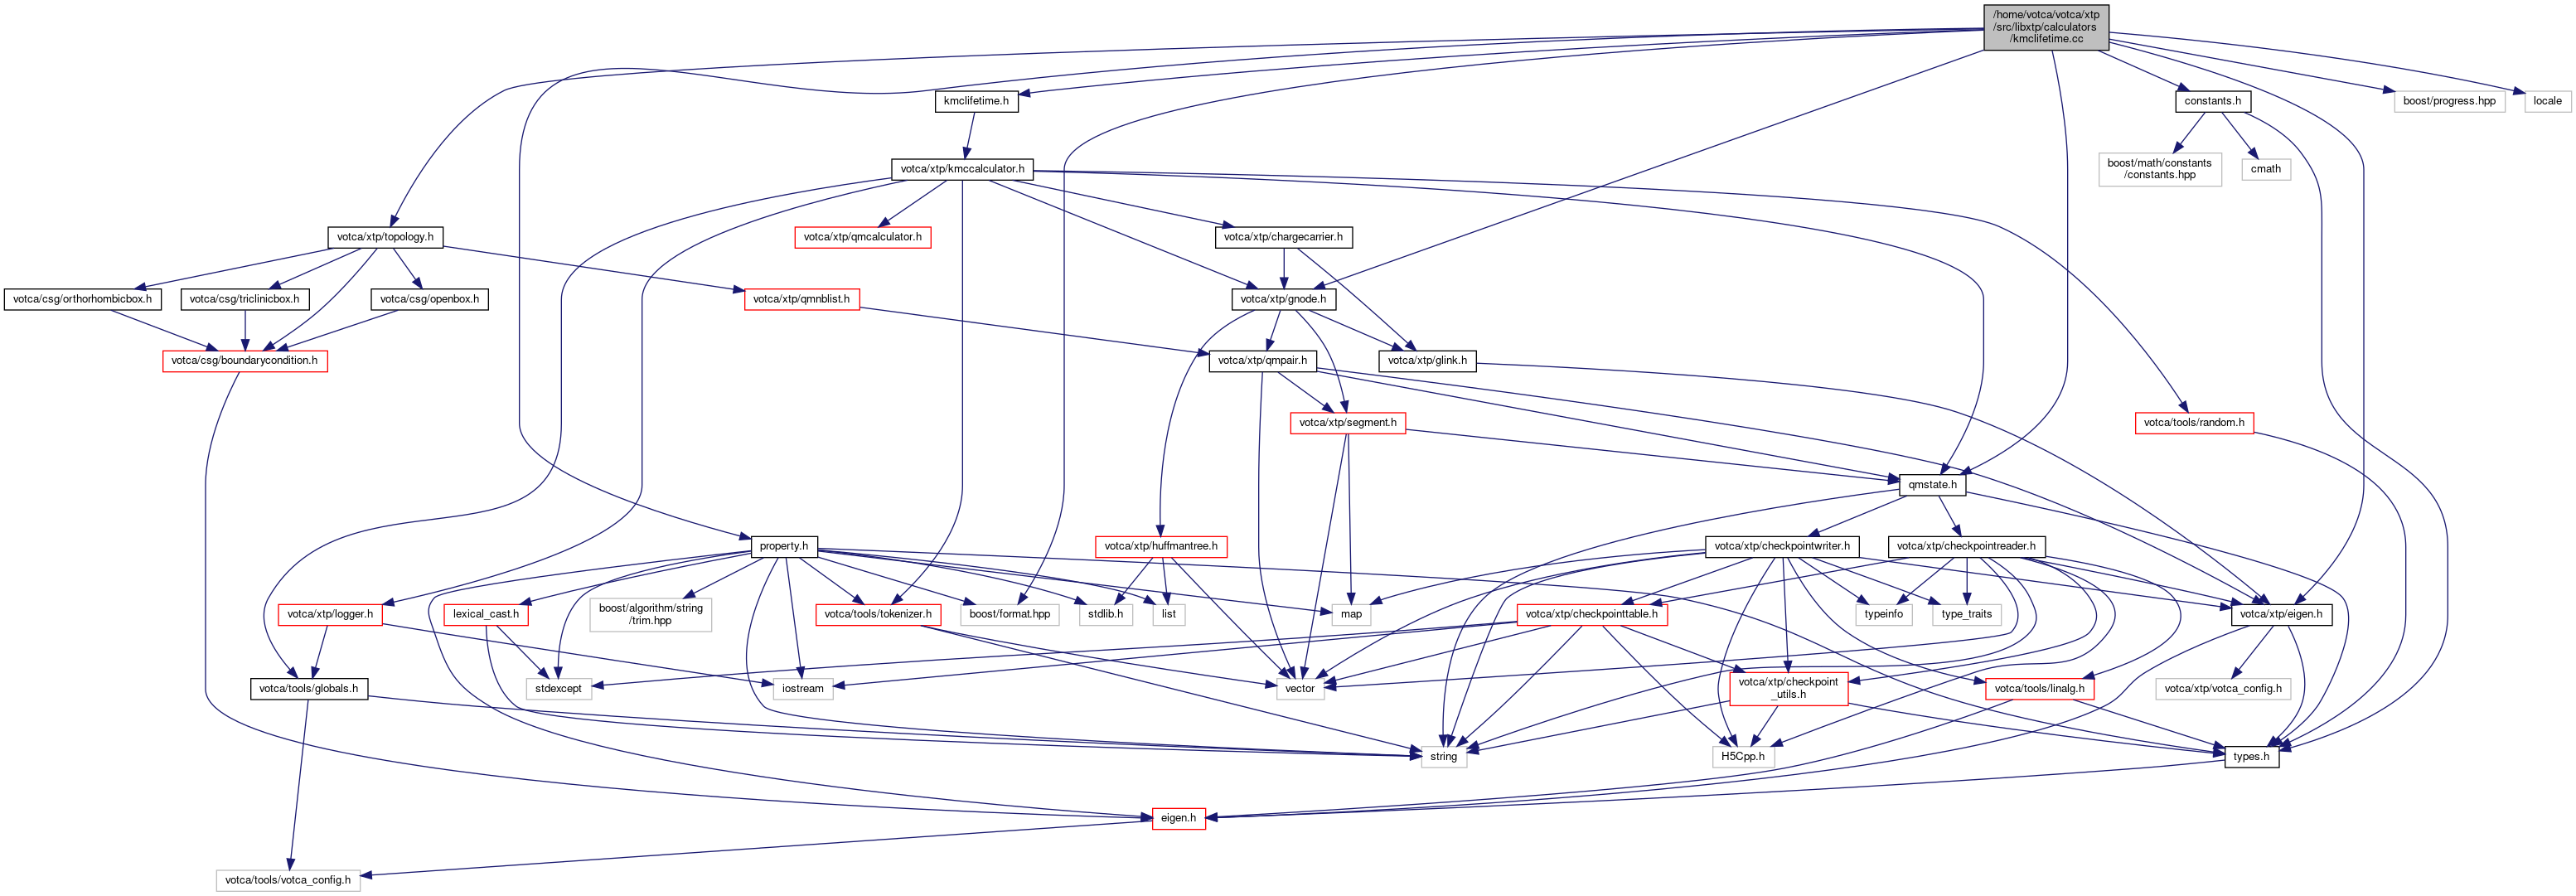 /home/votca/votca/xtp
/src/libxtp/calculators
/kmclifetime.cc
kmclifetime.h
constants.h
boost/progress.hpp
locale
votca/xtp/kmccalculator.h
boost/math/constants
/constants.hpp
cmath
votca/xtp/topology.h
votca/xtp/qmcalculator.h
votca/xtp/chargecarrier.h
votca/csg/orthorhombicbox.h
votca/csg/triclinicbox.h
votca/csg/openbox.h
votca/xtp/qmnblist.h
votca/xtp/gnode.h
votca/csg/boundarycondition.h
votca/xtp/qmpair.h
votca/xtp/glink.h
votca/xtp/segment.h
votca/tools/random.h
qmstate.h
property.h
votca/xtp/huffmantree.h
votca/xtp/checkpointwriter.h
votca/xtp/checkpointreader.h
votca/xtp/logger.h
lexical_cast.h
boost/algorithm/string
/trim.hpp
votca/tools/tokenizer.h
boost/format.hpp
stdlib.h
list
map
votca/xtp/checkpointtable.h
typeinfo
type_traits
votca/xtp/eigen.h
votca/tools/globals.h
stdexcept
iostream
vector
votca/xtp/checkpoint
_utils.h
votca/tools/linalg.h
votca/xtp/votca_config.h
string
H5Cpp.h
types.h
eigen.h
votca/tools/votca_config.h